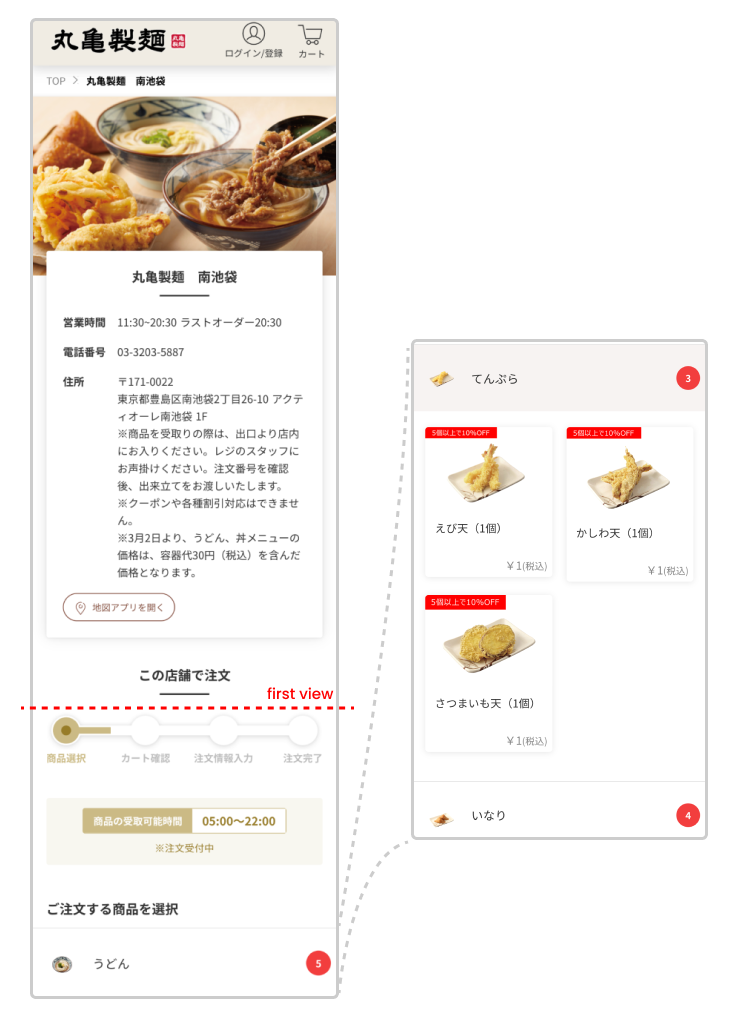 丸亀製麺 丸亀製麺
ログイン/登録
カート
TOP > 丸亀製麺 南池袋
丸亀製麺 南池袋
営業時間 11:30~20:30 ラストオーダー20:30
電話番号 03-3203-5887
住所 〒171-0022
東京都豊島区南池袋2丁目26-10 アクテ
ィオーレ南池袋 1F
※商品を受取りの際は、出口より店内
にお入りください。レジのスタッフに
お声掛けください。注文番号を確認
後、出来立てをお渡しいたします。
※クーポンや各種割引対応はできませ
ん。
※3月2日より、うどん、丼メニューの
価格は、容器代30円（税込）を含んだ
価格となります。
地図アプリを開く
この店舗で注文
first view
商品選択 カート確認 注文情報入力 注文完了
商品の受取可能時間 05:00〜22:00
※注文受付中
ご注文する商品を選択
うどん 5
てんぷら 3
5個以上で10%OFF
えび天（1個）
￥1(税込)
5個以上で10%OFF
かしわ天（1個）
￥1(税込)
5個以上で10%OFF
さつまいも天（1個）
￥1(税込)
いなり 4